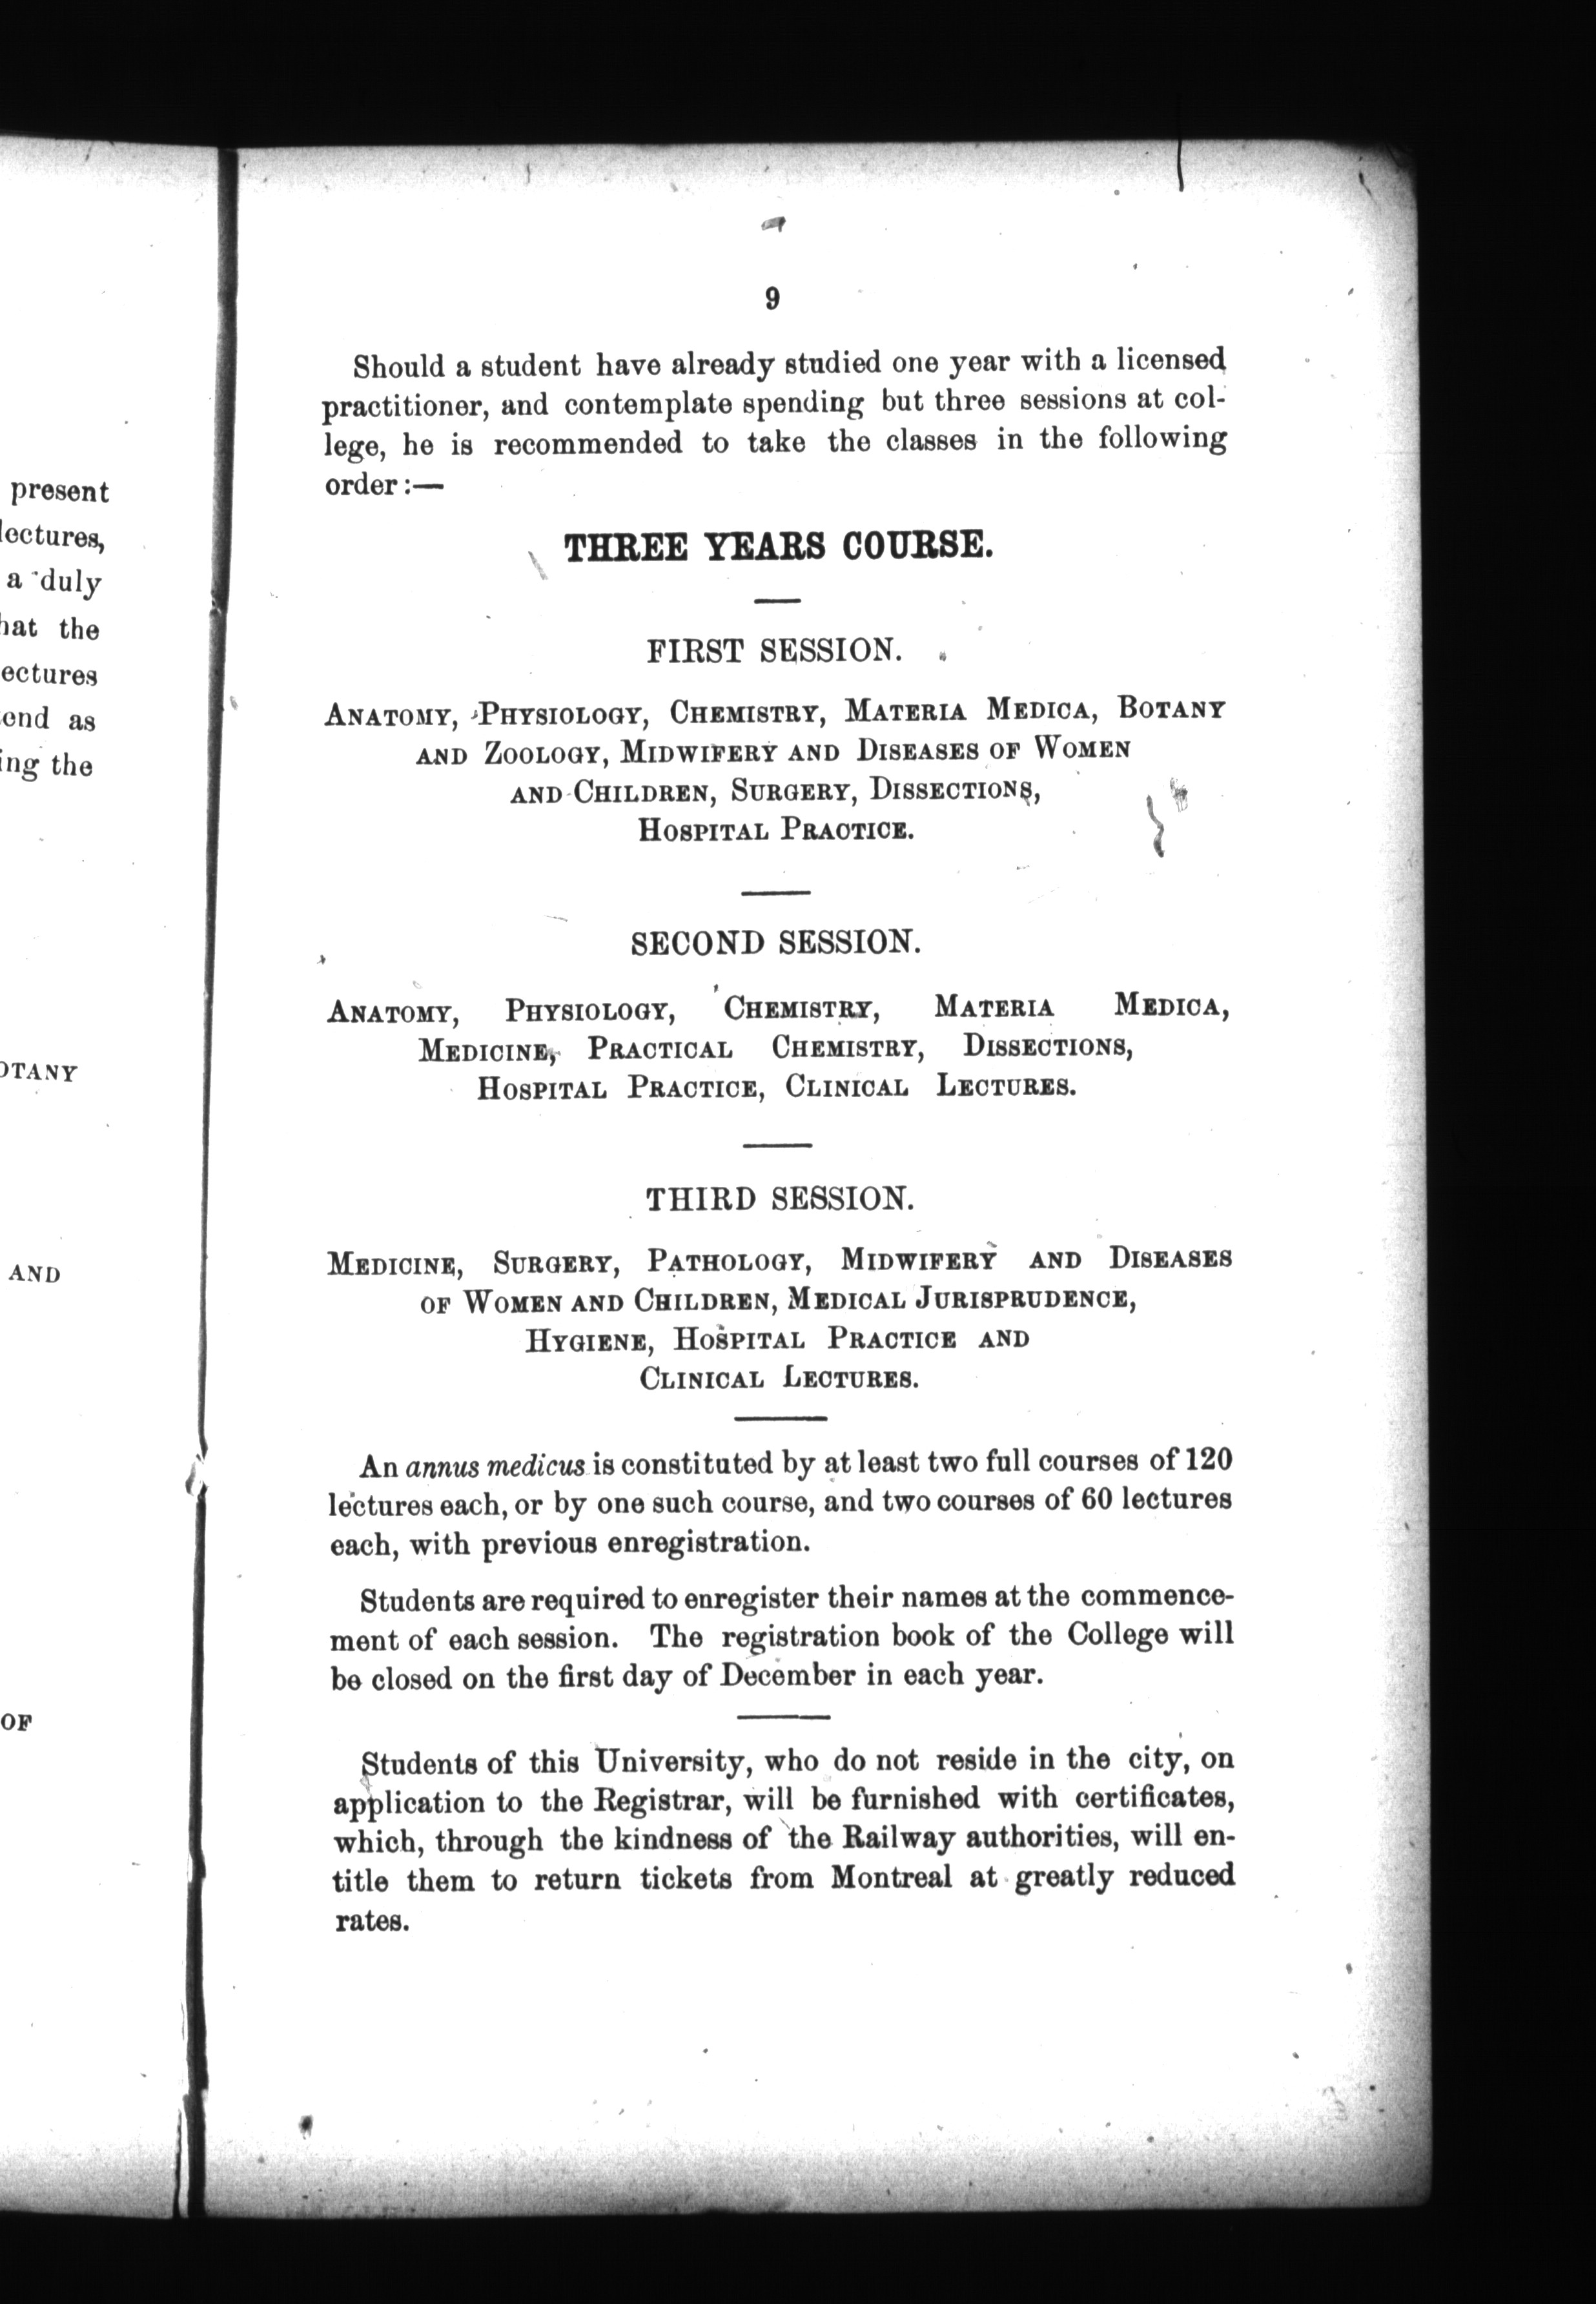 present
lectures,
a duly
the
lectures
as
the
AND
OF
9
Should a student have already studied one year with a licensed
practitioner, and contemplate spending but three sessions at col-
lege, he is recommended to take the classes in the following
order:—
THREE YEARS COURSE.
FIRST SESSION.
ANATOMY, PHYSIOLOGY, CHEMISTRY, MATERIA MEDICA, BOTANY
AND ZOOLOGY, MIDWIFERY AND DISEASES OF WOMEN
AND CHILDREN, SURGERY, DISSECTIONS,
HOSPITAL PRACTICE.
SECOND SESSION.
ANATOMY, PHYSIOLOGY, CHEMISTRY, MATERIA MEDICA,
MEDICINE, PRACTICAL CHEMISTRY, DISSECTIONS,
HOSPITAL PRACTICE, CLINICAL LECTURES.
THIRD SESSION.
MEDICINE, SURGERY, PATHOLOGY, MIDWIFERY AND DISEASES
OF WOMEN AND CHILDREN, MEDICAL JURISPRUDENCE,
HYGIENE, HOSPITAL PRACTICE AND
CLINICAL LECTURES.
An annus medicus is constituted by at least two full courses of 120
lectures each, or by one such course, and two courses of 60 lectures
each, with previous enregistration.
Students are required to enregister their names at the commence-
ment of each session. The registration book of the College will
be closed on the first day of December in each year.
Students of this University, who do not reside in the city, on
application to the Registrar, will be furnished with certificates,
which, through the kindness of the Railway authorities, will en-
title them to return tickets from Montreal at greatly reduced
rates.